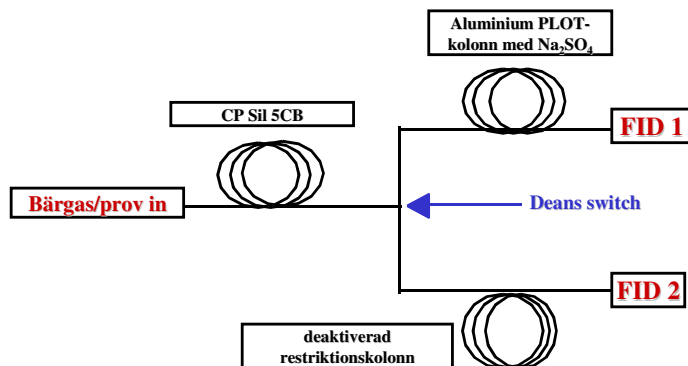 Aluminium PLOT-
kolonn med Na₂SO₄
CP Sil 5CB
FID 1
Bärgas/prov in
Deans switch
FID 2
deaktiverad
restriktionskolonn